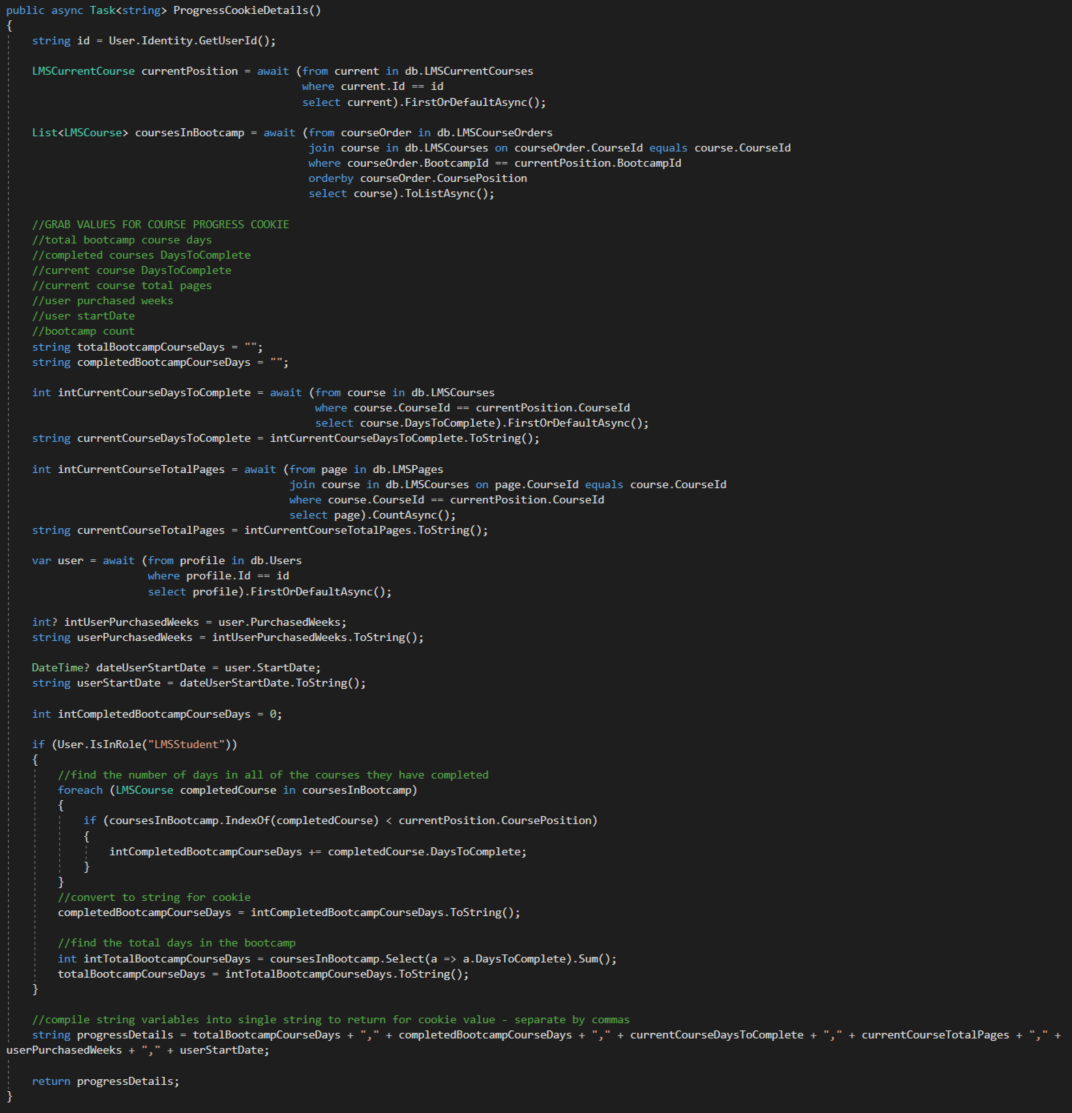 public async Task<string> ProgressCookieDetails()
{
    string id = User.Identity.GetUserId();

    LMSCurrentCourse currentPosition = await (from current in db.LMSCurrentCourses
                                              where current.Id == id
                                              select current).FirstOrDefaultAsync();

    List<LMSCourse> coursesInBootcamp = await (from courseOrder in db.LMSCourseOrders
                                               join course in db.LMSCourses on courseOrder.CourseId equals course.CourseId
                                               where courseOrder.BootcampId == currentPosition.BootcampId
                                               orderby courseOrder.CoursePosition
                                               select course).ToListAsync();

    //GRAB VALUES FOR COURSE PROGRESS COOKIE
    //total bootcamp course days
    //completed courses DaysToComplete
    //current course DaysToComplete
    //current course total pages
    //user purchased weeks
    //user startDate
    //bootcamp count
    string totalBootcampCourseDays = "";
    string completedBootcampCourseDays = "";

    int intCurrentCourseDaysToComplete = await (from course in db.LMSCourses
                                                where course.CourseId == currentPosition.CourseId
                                                select course.DaysToComplete).FirstOrDefaultAsync();
    string currentCourseDaysToComplete = intCurrentCourseDaysToComplete.ToString();

    int intCurrentCourseTotalPages = await (from page in db.LMSPages
                                            join course in db.LMSCourses on page.CourseId equals course.CourseId
                                            where course.CourseId == currentPosition.CourseId
                                            select page).CountAsync();
    string currentCourseTotalPages = intCurrentCourseTotalPages.ToString();

    var user = await (from profile in db.Users
                      where profile.Id == id
                      select profile).FirstOrDefaultAsync();

    int? intUserPurchasedWeeks = user.PurchasedWeeks;
    string userPurchasedWeeks = intUserPurchasedWeeks.ToString();

    DateTime? dateUserStartDate = user.StartDate;
    string userStartDate = dateUserStartDate.ToString();

    int intCompletedBootcampCourseDays = 0;

    if (User.IsInRole("LMSStudent"))
    {
        //find the number of days in all of the courses they have completed
        foreach (LMSCourse completedCourse in coursesInBootcamp)
        {
            if (coursesInBootcamp.IndexOf(completedCourse) < currentPosition.CoursePosition)
            {
                intCompletedBootcampCourseDays += completedCourse.DaysToComplete;
            }
        }
        //convert to string for cookie
        completedBootcampCourseDays = intCompletedBootcampCourseDays.ToString();

        //find the total days in the bootcamp
        int intTotalBootcampCourseDays = coursesInBootcamp.Select(a => a.DaysToComplete).Sum();
        totalBootcampCourseDays = intTotalBootcampCourseDays.ToString();
    }

    //compile string variables into single string to return for cookie value - separate by commas
    string progressDetails = totalBootcampCourseDays + "," + completedBootcampCourseDays + "," + currentCourseDaysToComplete + "," + currentCourseTotalPages + "," +
userPurchasedWeeks + "," + userStartDate;

    return progressDetails;
}